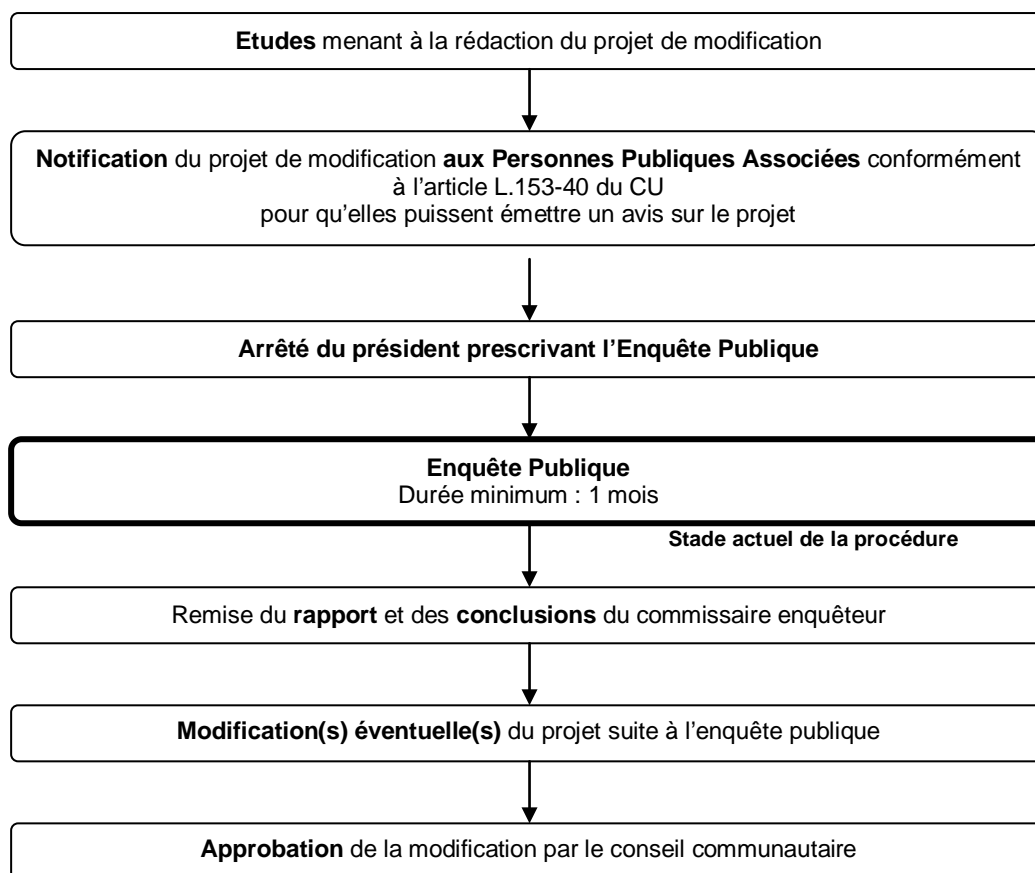 Etudes menant à la rédaction du projet de modification
Notification du projet de modification aux Personnes Publiques Associées conformément
à l’article L.153-40 du CU
pour qu’elles puissent émettre un avis sur le projet
Arrêté du président prescrivant l’Enquête Publique
Enquête Publique
Durée minimum : 1 mois
Stade actuel de la procédure
Remise du rapport et des conclusions du commissaire enquêteur
Modification(s) éventuelle(s) du projet suite à l’enquête publique
Approbation de la modification par le conseil communautaire